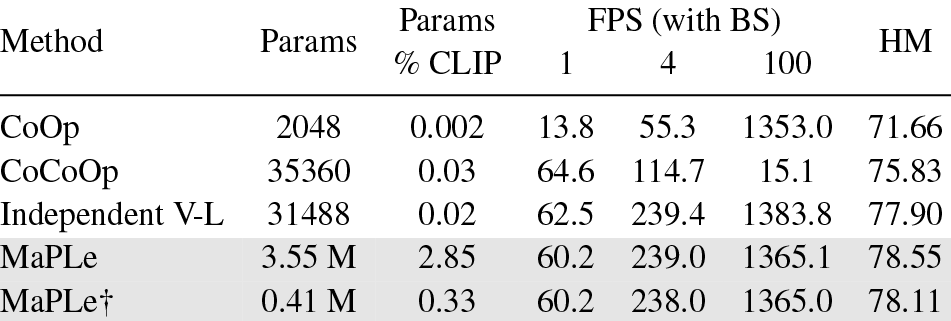 Method Params Params % CLIP FPS (with BS) HM
1 4 100
CoOp 2048 0.002 13.8 55.3 1353.0 71.66
CoCoOp 35360 0.03 64.6 114.7 15.1 75.83
Independent V-L 31488 0.02 62.5 239.4 1383.8 77.90
MaPLe 3.55 M 2.85 60.2 239.0 1365.1 78.55
MaPLe† 0.41 M 0.33 60.2 238.0 1365.0 78.11